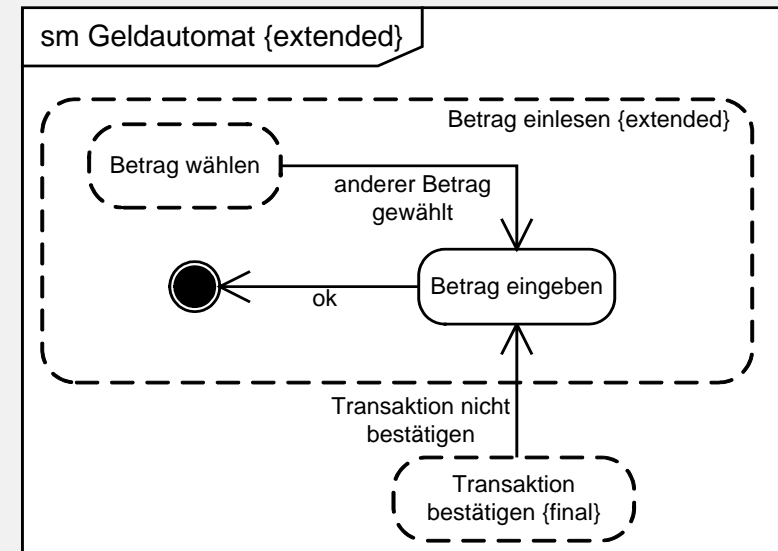 sm Geldautomat {extended}
Betrag einlesen {extended}
Betrag wählen
anderer Betrag
gewählt
Betrag eingeben
ok
Transaktion nicht
bestätigen
Transaktion
bestätigen {final}